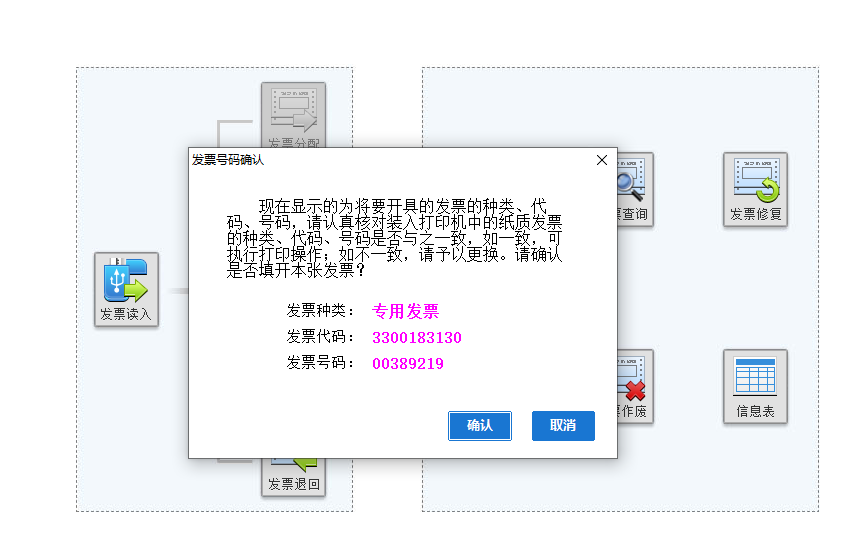 发票分配
发票号码确认
现在显示的为将要开具的发票的种类、代
码、号码，请认真核对装入打印机中的纸质发票
的种类、代码、号码是否与之一致，如一致，可
执行打印操作；如不一致，请予以更换。请确认
是否填开本张发票？
票查询
发票修复
发票读入
发票种类： 专用发票
发票代码： 3300183130
发票号码： 00389219
票作废
信息表
确认
取消
发票退回